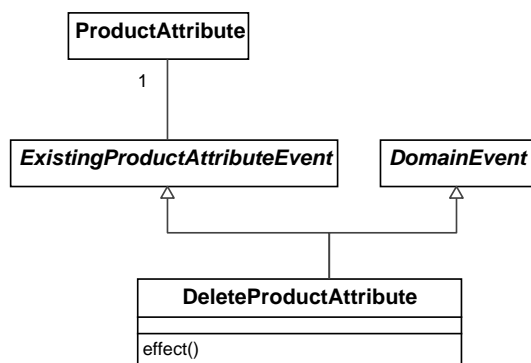 ProductAttribute
1
ExistingProductAttributeEvent
DomainEvent
DeleteProductAttribute
effect()